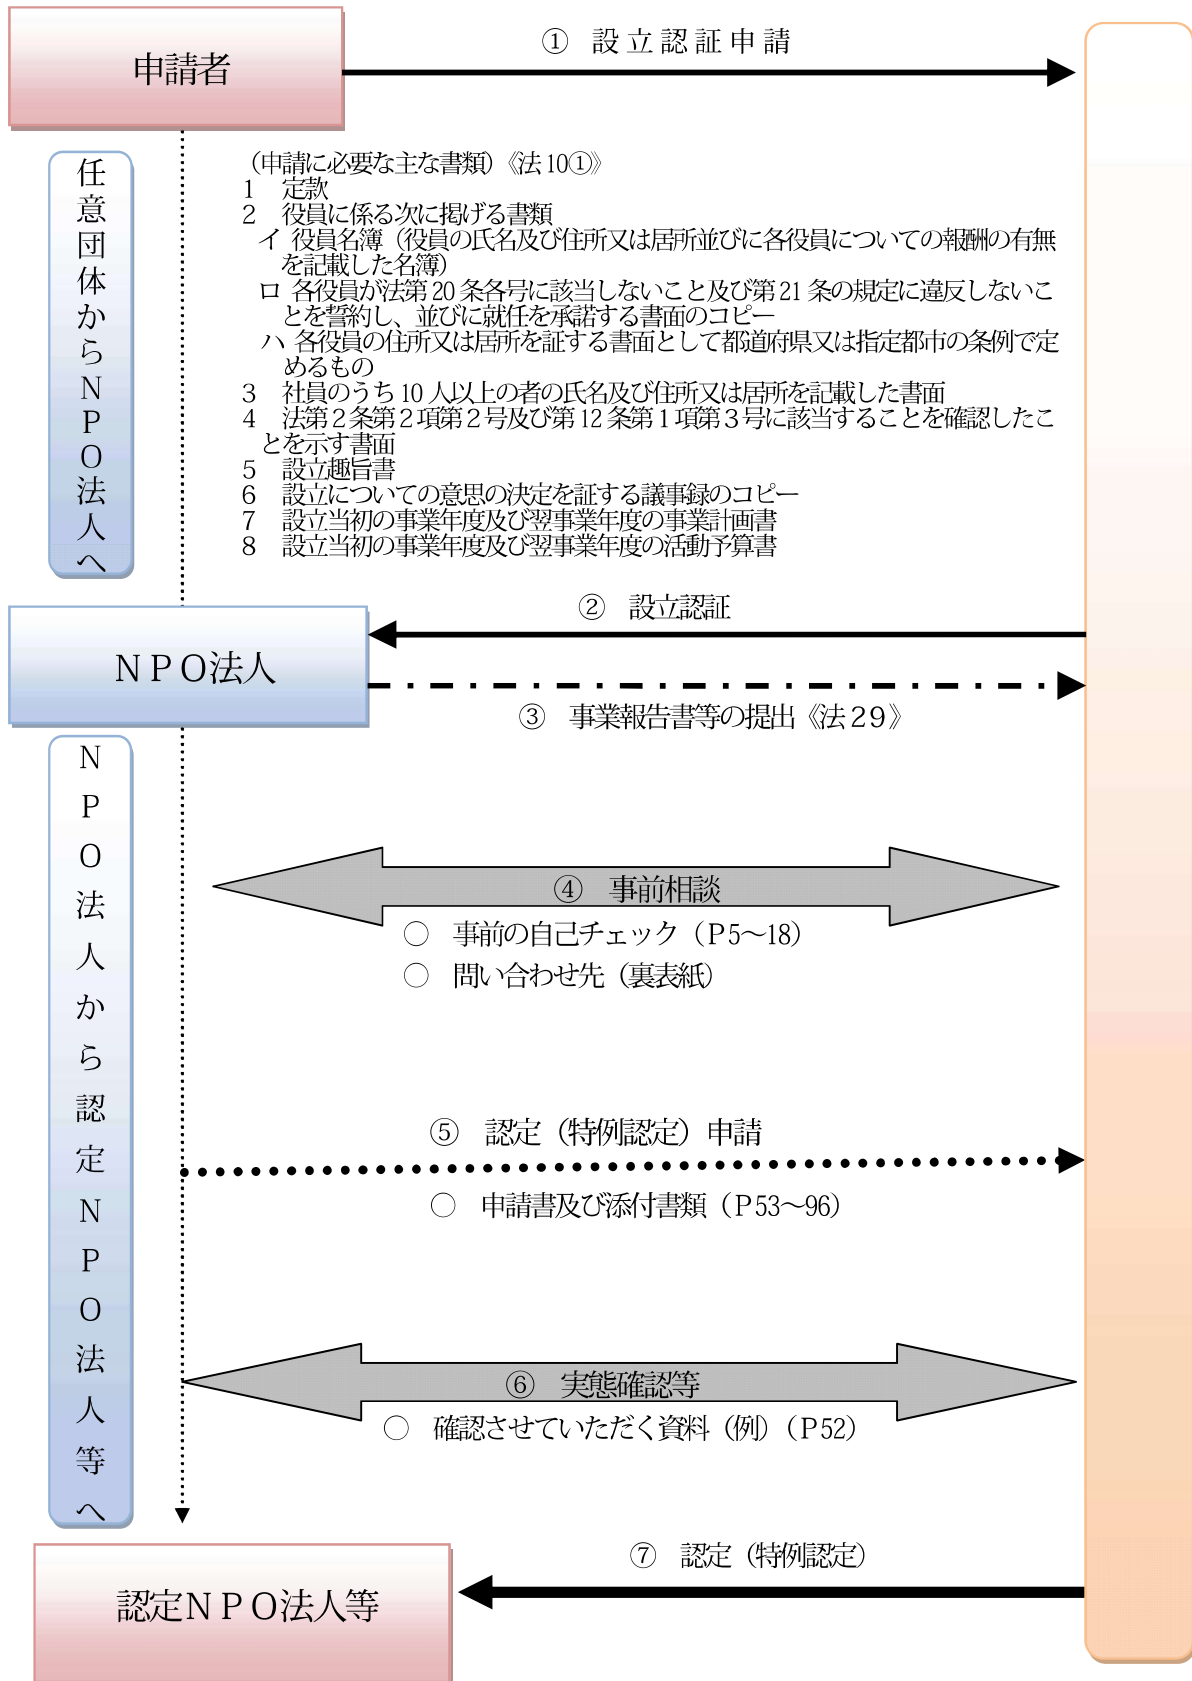 ① 設立認証申請
申請者
任意団体からＮＰＯ法人へ
（申請に必要な主な書類）《法10①》
1　定款
2　役員に係る次に掲げる書類
イ 役員名簿（役員の氏名及び住所又は居所並びに各役員についての報酬の有無
を記載した名簿）
ロ 各役員が法第20条各号に該当しないこと及び第21条の規定に違反しないこ
とを誓約し、並びに就任を承諾する書面のコピー
ハ 各役員の住所又は居所を証する書面として都道府県又は指定都市の条例で定
めるもの
3　社員のうち10人以上の者の氏名及び住所又は居所を記載した書面
4　法第２条第２項第２号及び第12条第１項第３号に該当することを確認したこ
とを示す書面
5　設立趣旨書
6　設立についての意思の決定を証する議事録のコピー
7　設立当初の事業年度及び翌事業年度の事業計画書
8　設立当初の事業年度及び翌事業年度の活動予算書
②　設立認証
ＮＰＯ法人
③　事業報告書等の提出《法２９》
ＮＰＯ法人から認定ＮＰＯ法人等へ
④　事前相談
○　事前の自己チェック（Ｐ5～18）
○　問い合わせ先（裏表紙）
⑤　認定（特例認定）申請
○　申請書及び添付書類（Ｐ53～96）
⑥　実態確認等
○　確認させていただく資料（例）（Ｐ52）
⑦　認定（特例認定）
認定ＮＰＯ法人等